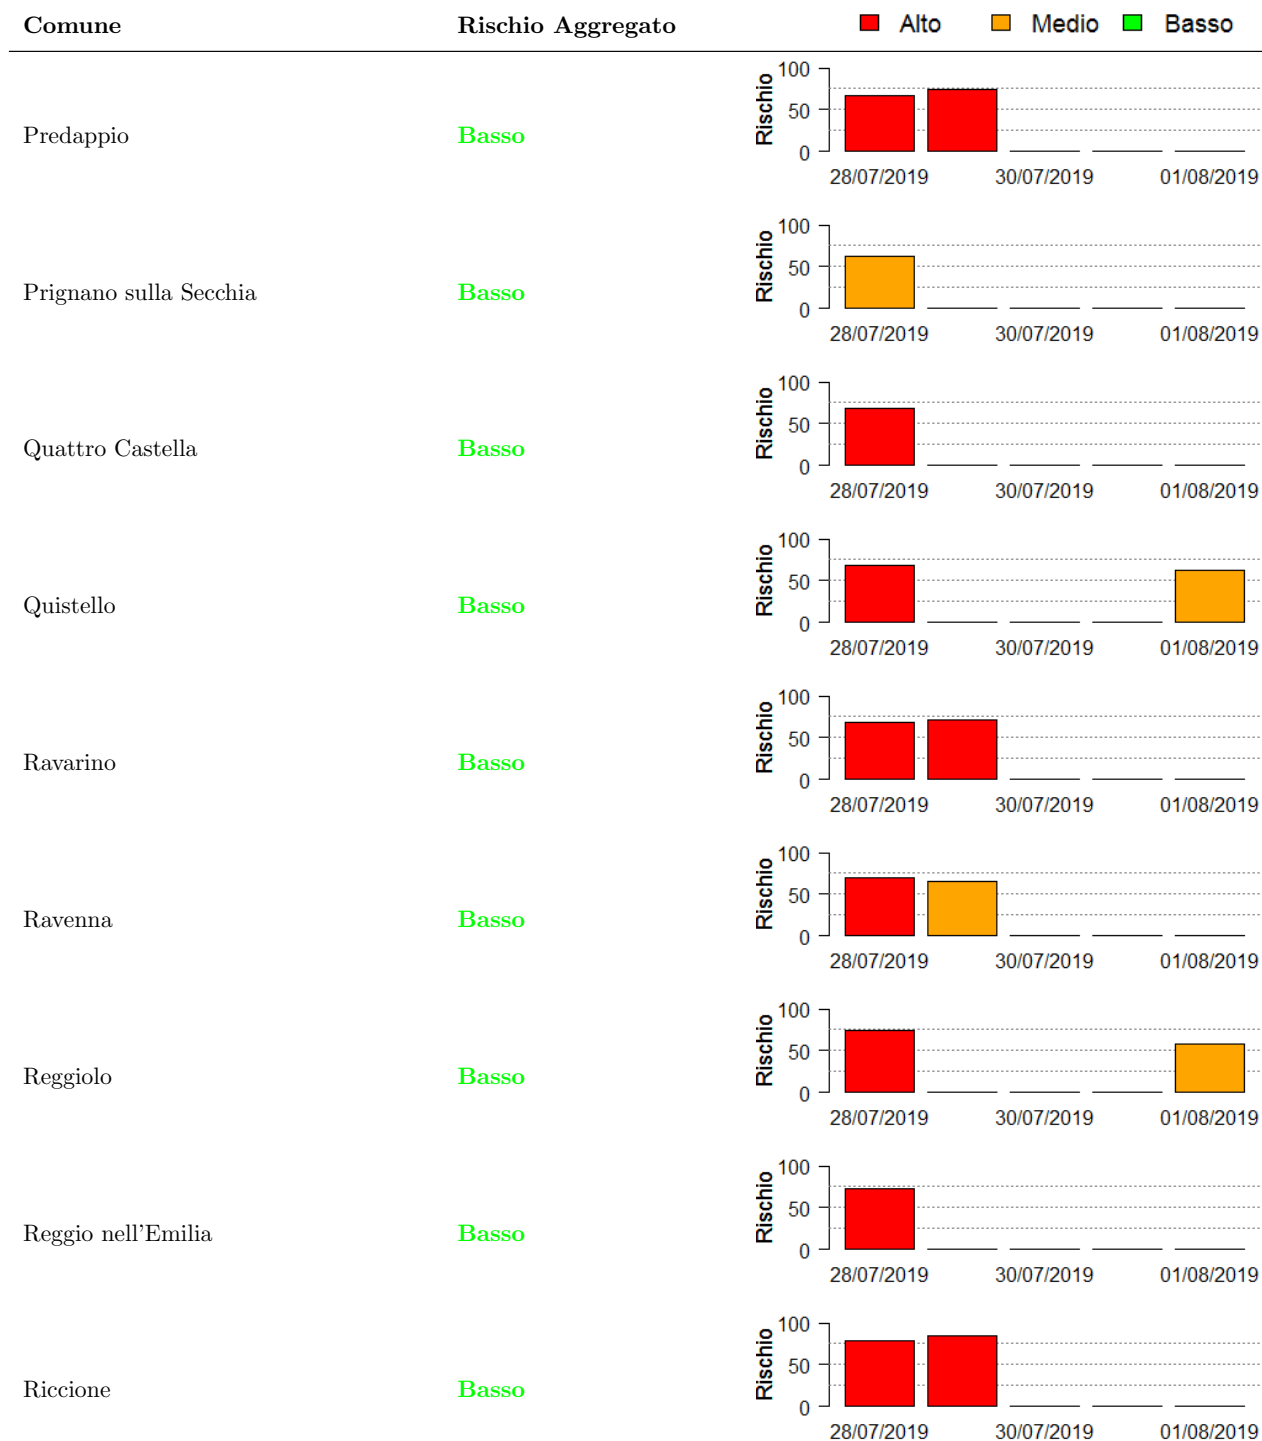 Comune Rischio Aggregato Alto Medio Basso
Predappio Basso Rischio 100 50 0
28/07/2019 30/07/2019 01/08/2019
Prignano sulla Secchia Basso Rischio 100 50 0
28/07/2019 30/07/2019 01/08/2019
Quattro Castella Basso Rischio 100 50 0
28/07/2019 30/07/2019 01/08/2019
Quistello Basso Rischio 100 50 0
28/07/2019 30/07/2019 01/08/2019
Ravarino Basso Rischio 100 50 0
28/07/2019 30/07/2019 01/08/2019
Ravenna Basso Rischio 100 50 0
28/07/2019 30/07/2019 01/08/2019
Reggiolo Basso Rischio 100 50 0
28/07/2019 30/07/2019 01/08/2019
Reggio nell'Emilia Basso Rischio 100 50 0
28/07/2019 30/07/2019 01/08/2019
Riccione Basso Rischio 100 50 0
28/07/2019 30/07/2019 01/08/2019